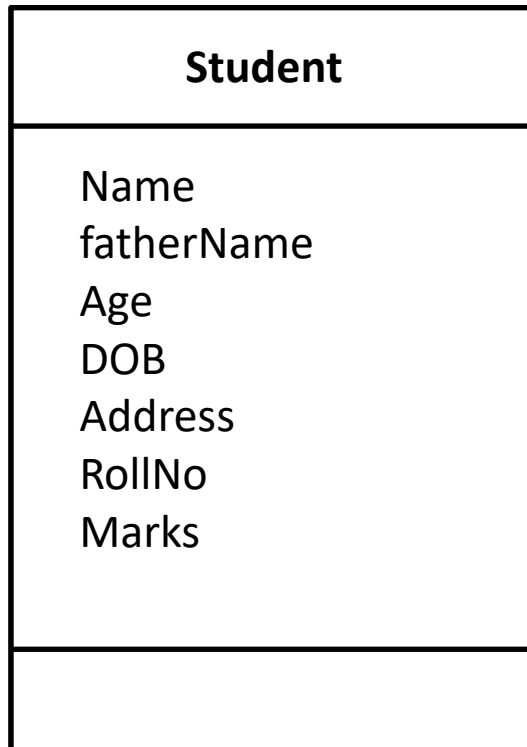 Student
Name
fatherName
Age
DOB
Address
RollNo
Marks